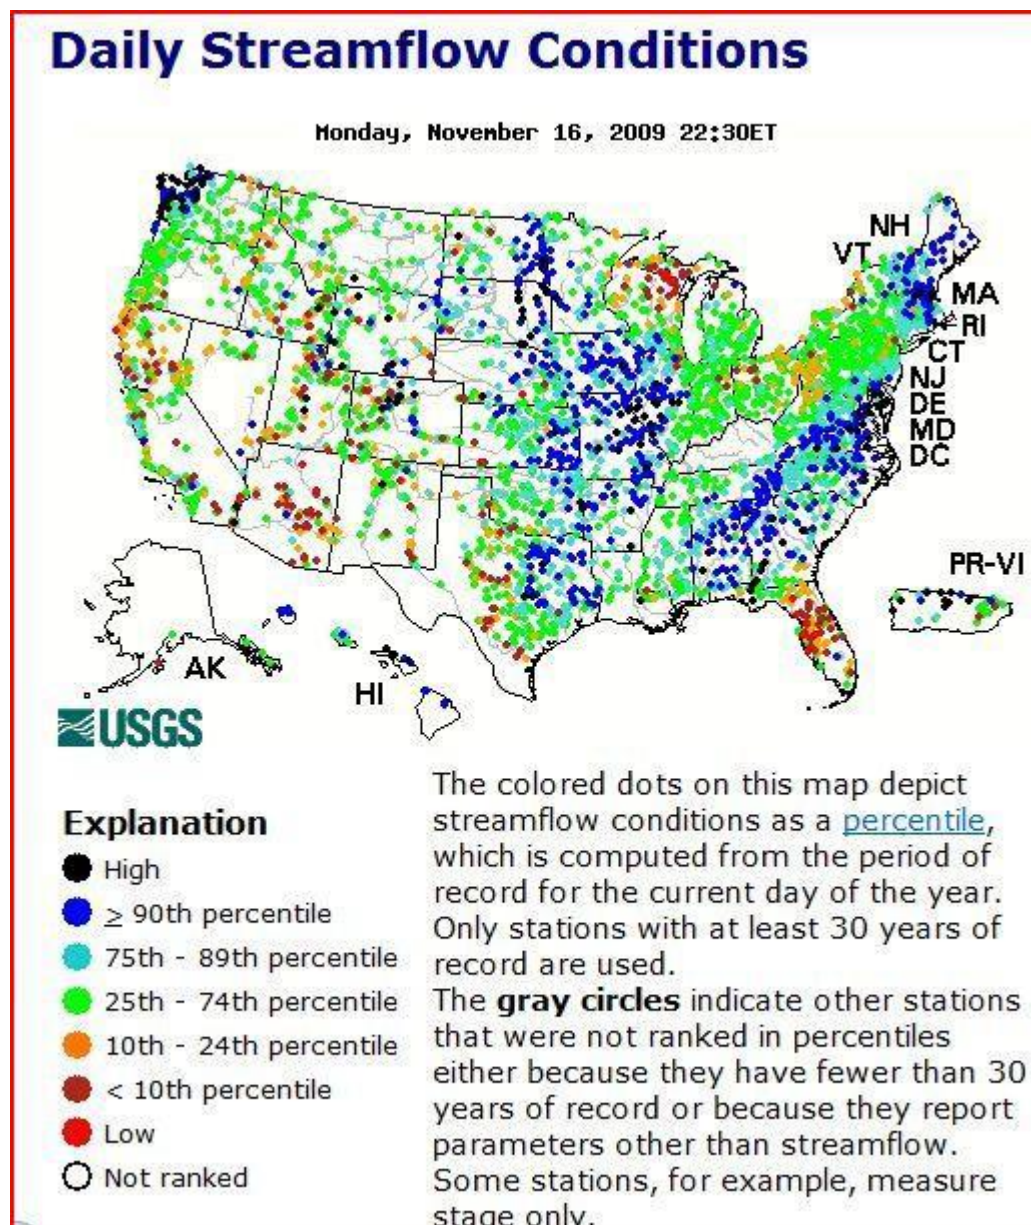 Daily Streamflow Conditions
Monday, November 16, 2009 22:30ET
NH
VT
MA
RI
CT
NJ
DE
MD
DC
PR-VI
AK
HI
USGS
Explanation
High
≥ 90th percentile
75th - 89th percentile
25th - 74th percentile
10th - 24th percentile
< 10th percentile
Low
Not ranked
The colored dots on this map depict
streamflow conditions as a percentile,
which is computed from the period of
record for the current day of the year.
Only stations with at least 30 years of
record are used.
The gray circles indicate other stations
that were not ranked in percentiles
either because they have fewer than 30
years of record or because they report
parameters other than streamflow.
Some stations, for example, measure
stage only.